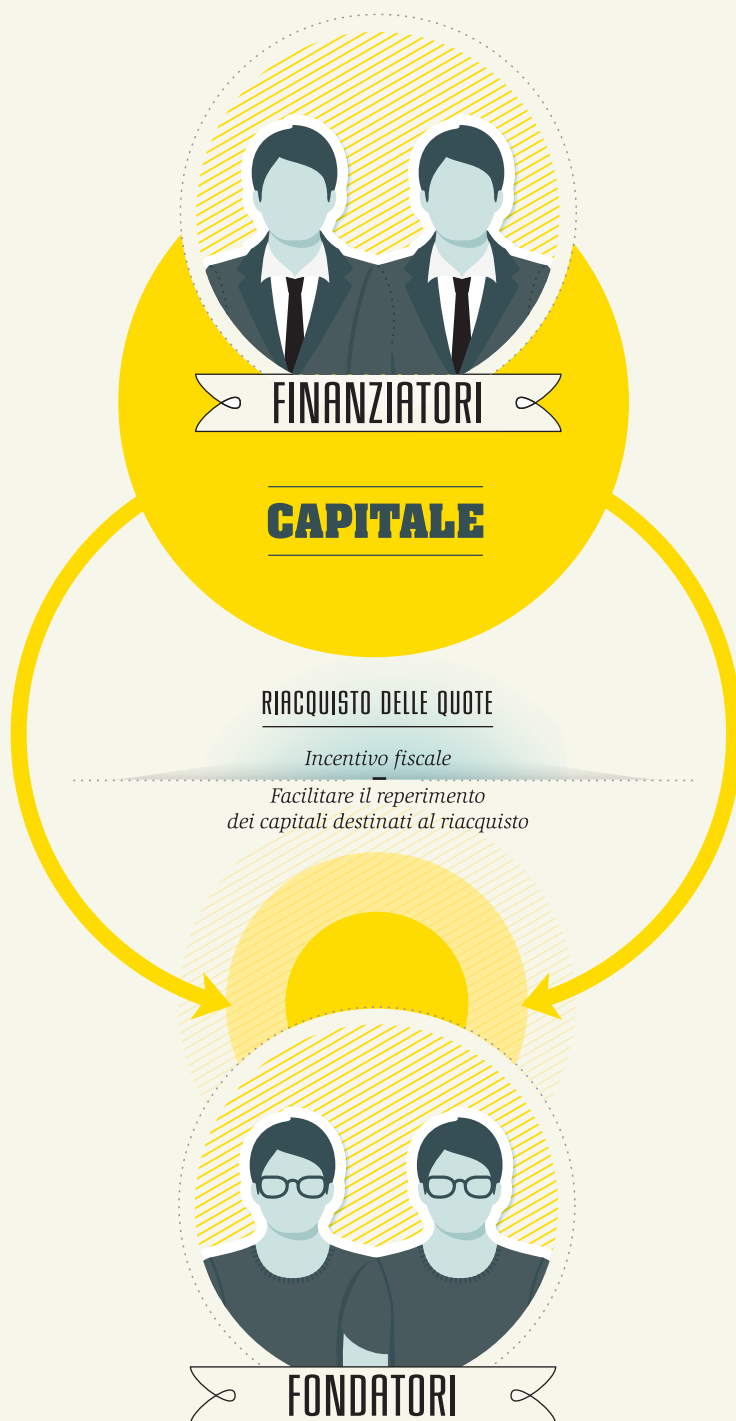 FINANZIATORI
CAPITALE
RIACQUISTO DELLE QUOTE
Incentivo fiscale
Facilitare il reperimento
dei capitali destinati al riacquisto
FONDATORI